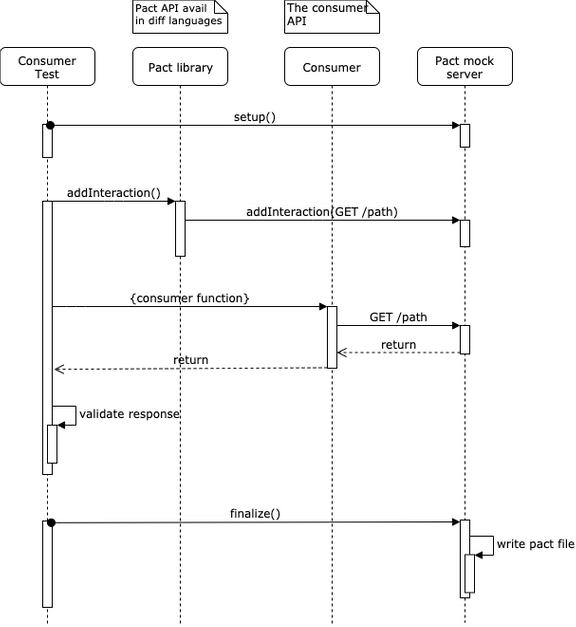 Pact API avail
in diff languages
The consumer
API
Consumer
Test
Pact library
Consumer
Pact mock
server
setup()
addInteraction()
addInteraction(GET /path)
{consumer function}
GET /path
return
return
validate response
finalize()
write pact file